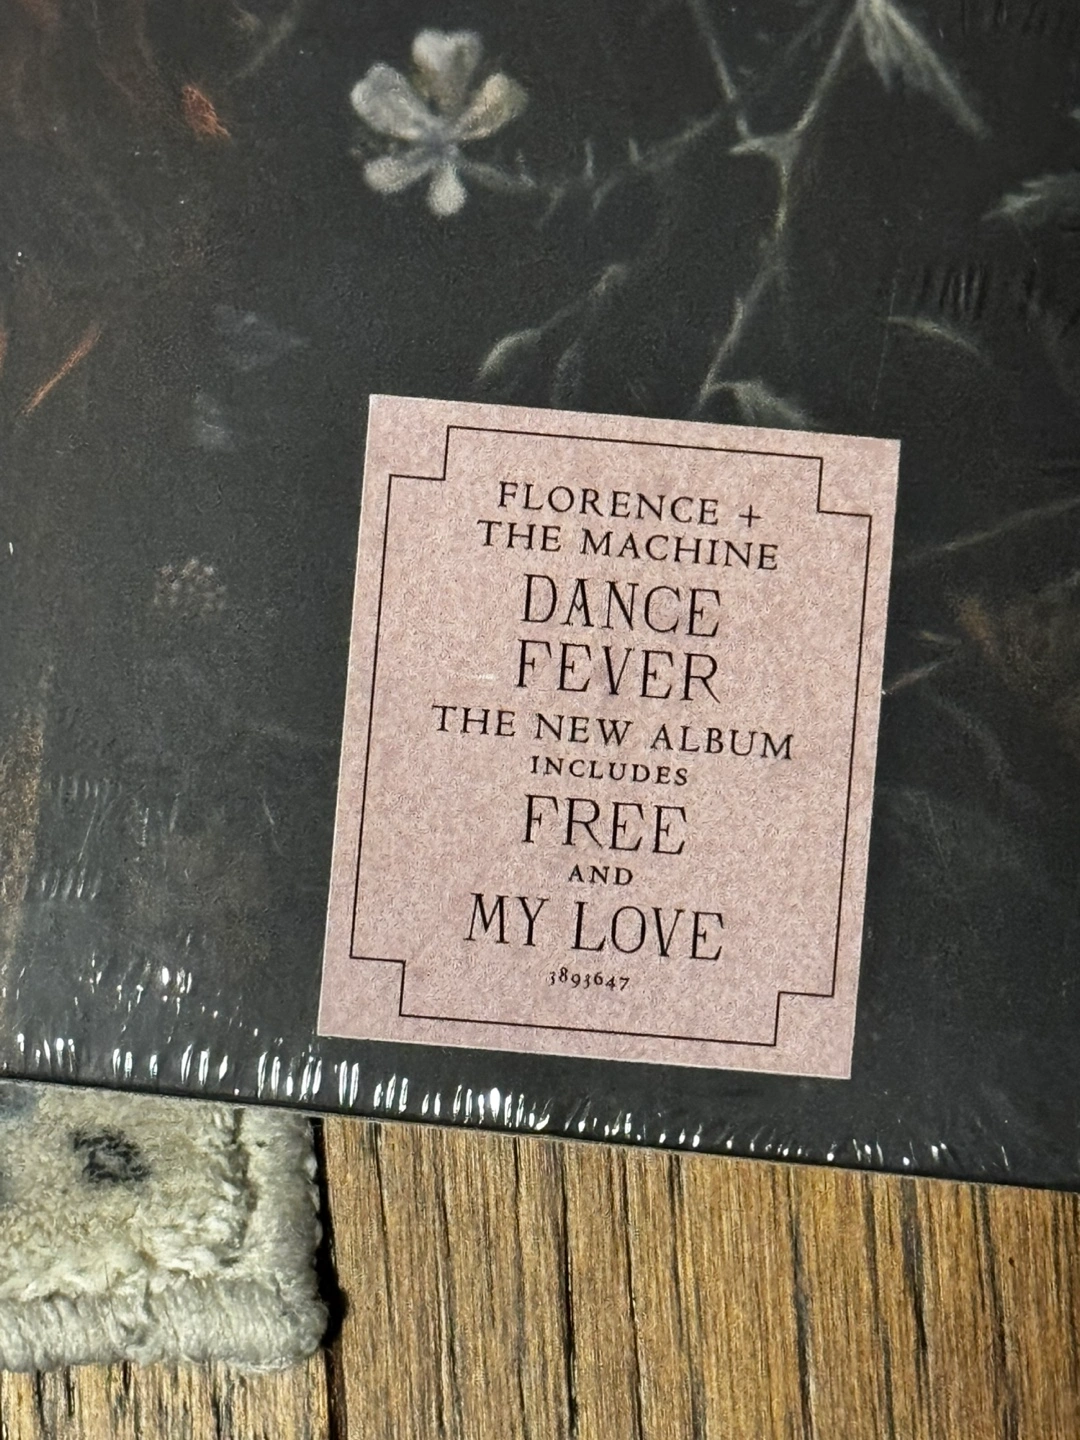 FLORENCE +
THE MACHINE
DANCE
FEVER
THE NEW ALBUM
INCLUDES
FREE
AND
MY LOVE
3893647